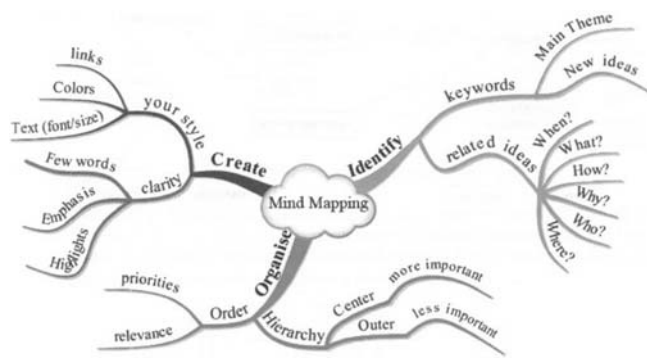 Mind Mapping
Create
your style
links
Colors
Text (font/size)
clarity
Few words
Emphasis
Highlights
Identify
keywords
Main Theme
New ideas
related ideas
When?
What?
How?
Why?
Who?
Where?
Organise
Order
priorities
relevance
Hierarchy
Center
more important
Outer
less important